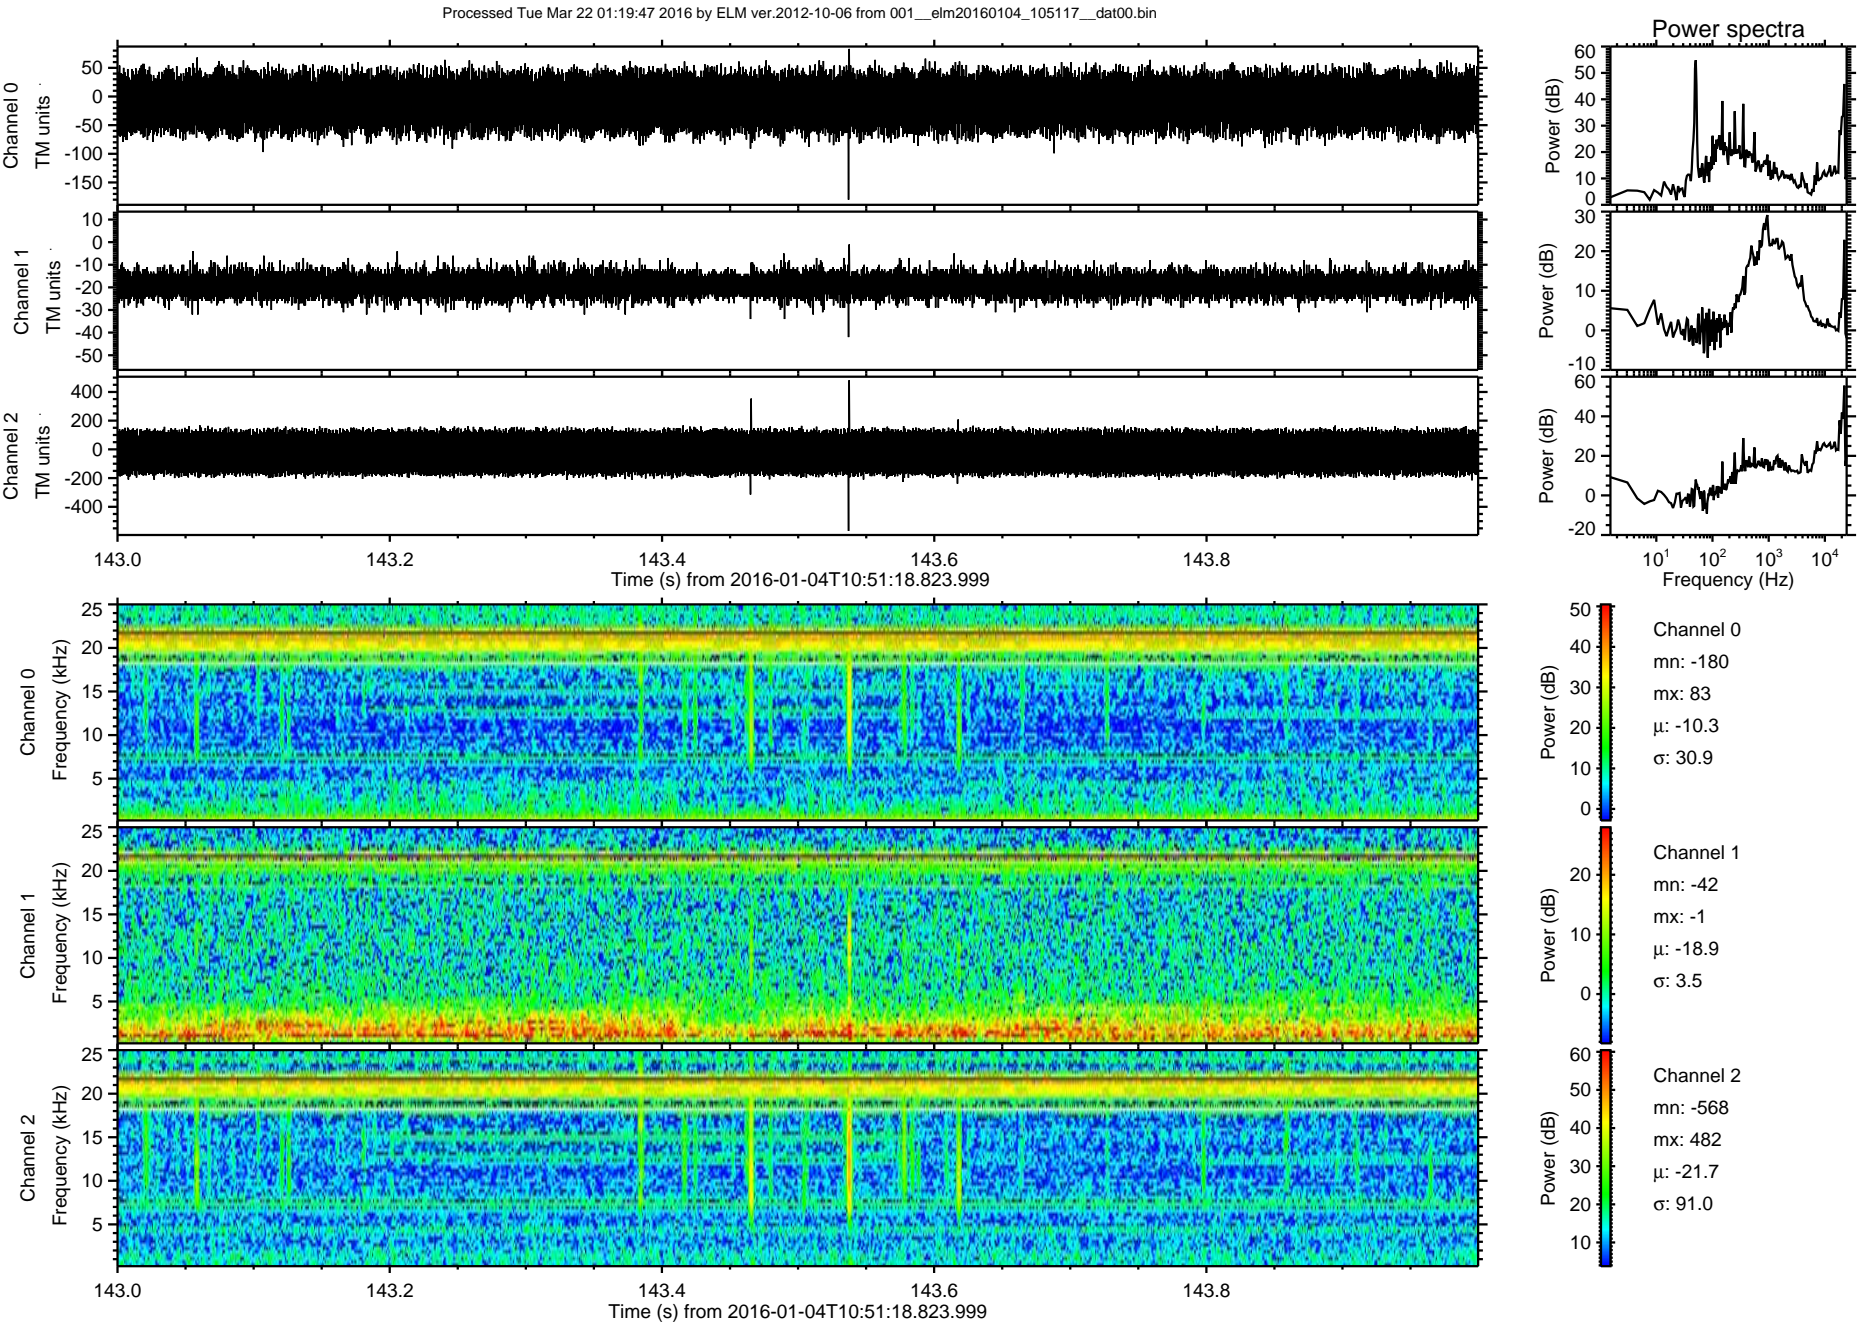 Processed Tue Mar 22 01:19:47 2016 by ELM ver.2012-10-06 from 001__elm20160104_105117__dat00.bin
Power spectra
Channel 0
TM units
50
0
-50
-100
-150
Power (dB)
60
50
40
30
20
10
0
Channel 1
TM units
10
0
-10
-20
-30
-40
-50
Power (dB)
30
20
10
0
-10
Channel 2
TM units
400
200
0
-200
-400
Power (dB)
60
40
20
0
-20
143.0 143.2 143.4 143.6 143.8
Time (s) from 2016-01-04T10:51:18.823.999
10^1 10^2 10^3 10^4
Frequency (Hz)
Channel 0
Frequency (kHz)
25
20
15
10
5
Power (dB)
50
40
30
20
10
0
Channel 0
mn: -180
mx: 83
μ: -10.3
σ: 30.9
Channel 1
Frequency (kHz)
25
20
15
10
5
Power (dB)
20
10
0
Channel 1
mn: -42
mx: -1
μ: -18.9
σ: 3.5
Channel 2
Frequency (kHz)
25
20
15
10
5
Power (dB)
60
50
40
30
20
10
Channel 2
mn: -568
mx: 482
μ: -21.7
σ: 91.0
143.0 143.2 143.4 143.6 143.8
Time (s) from 2016-01-04T10:51:18.823.999